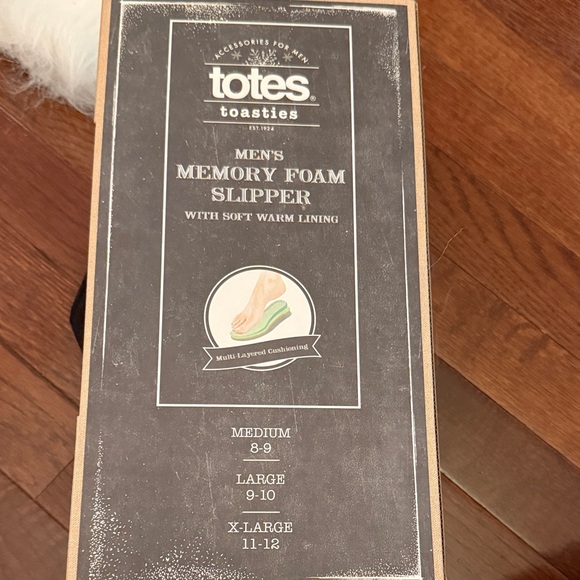 ACCESSORIES FOR MEN
totes®
toasties
EST. 1924
MEN'S
MEMORY FOAM
SLIPPER
WITH SOFT WARM LINING
Multi Layered Cushioning
MEDIUM
8-9
LARGE
9-10
X-LARGE
11-12